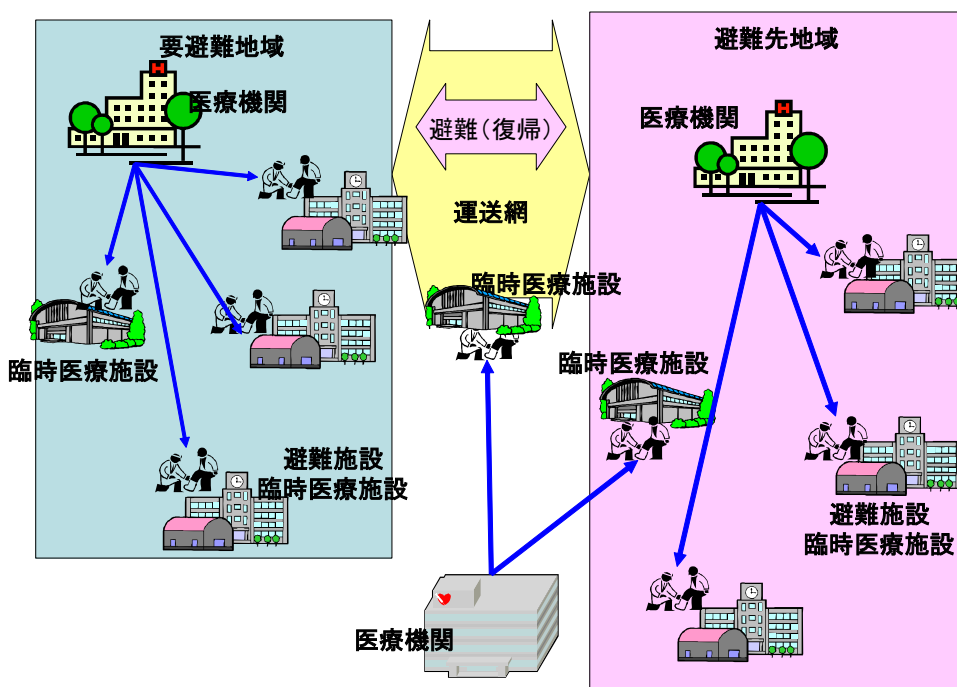 要避難地域
医療機関
臨時医療施設
避難施設
臨時医療施設
避難(復帰)
運送網
臨時医療施設
医療機関
避難先地域
医療機関
臨時医療施設
避難施設
臨時医療施設
H
H